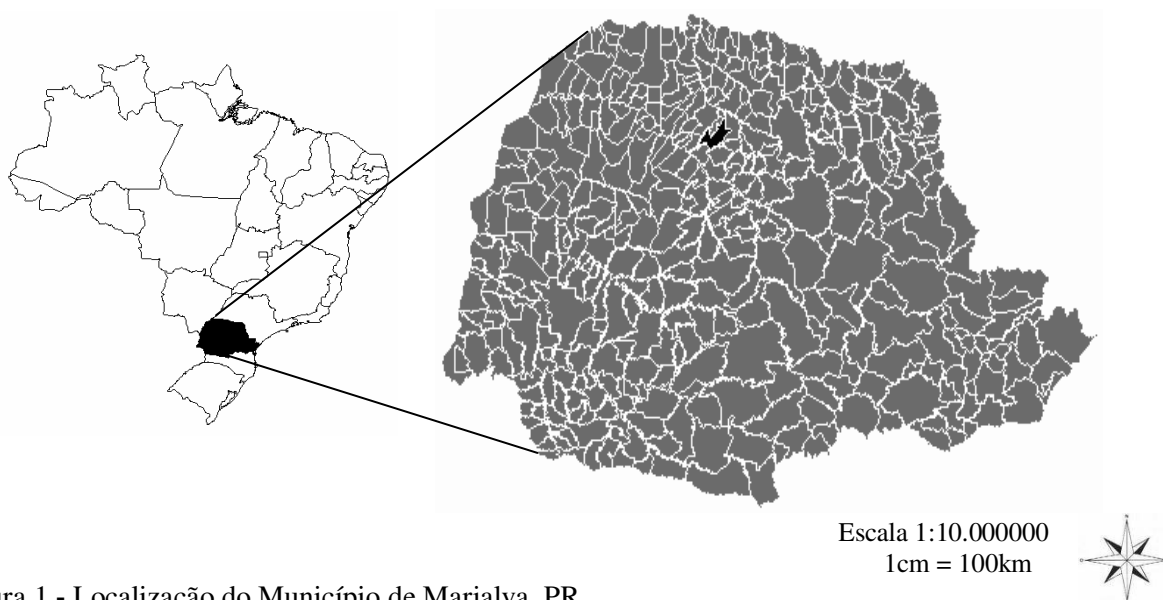 Escala 1:10.000000
1cm = 100km
ura 1 - Localização do Município de Marialva, PR